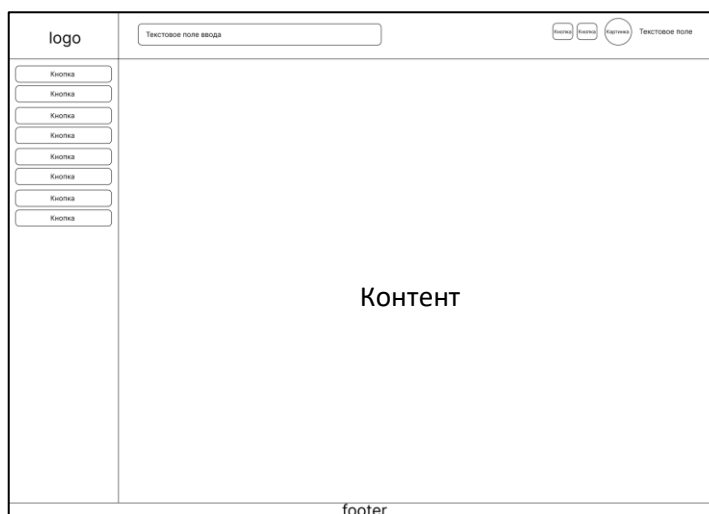 logo
Текстовое поле ввода
Кнопка
Кнопка
Картинка
Текстовое поле
Кнопка
Кнопка
Кнопка
Кнопка
Кнопка
Кнопка
Кнопка
Кнопка
Контент
footer